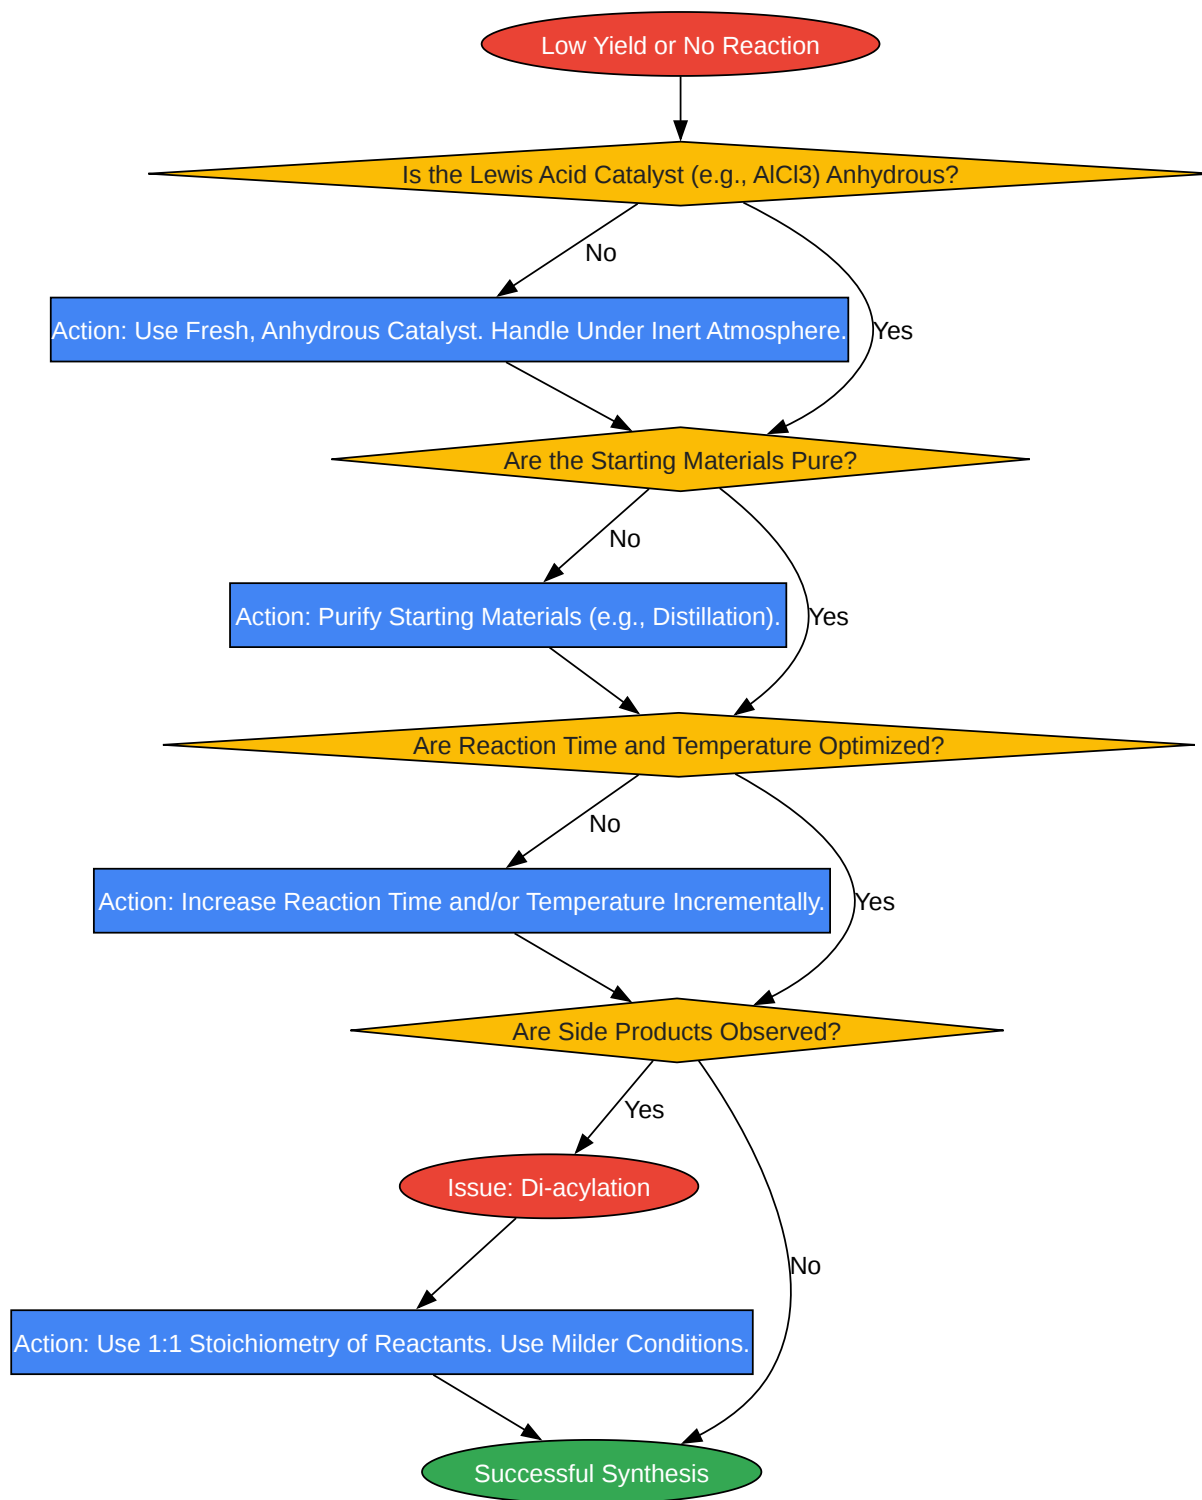 Low Yield or No Reaction
Is the Lewis Acid Catalyst (e.g., AlCl3) Anhydrous?
No
Action: Use Fresh, Anhydrous Catalyst. Handle Under Inert Atmosphere.
Yes
Are the Starting Materials Pure?
No
Action: Purify Starting Materials (e.g., Distillation).
Yes
Are Reaction Time and Temperature Optimized?
No
Action: Increase Reaction Time and/or Temperature Incrementally.
Yes
Are Side Products Observed?
Yes
Issue: Di-acylation
No
Action: Use 1:1 Stoichiometry of Reactants. Use Milder Conditions.
Successful Synthesis